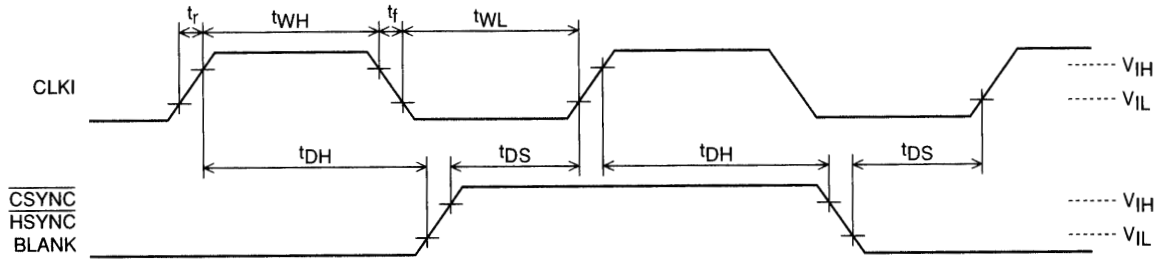 tr tWH tf tWL
CLKI
VIH
VIL
tDH tDS tDH tDS
CSYNC
HSYNC
BLANK
VIH
VIL